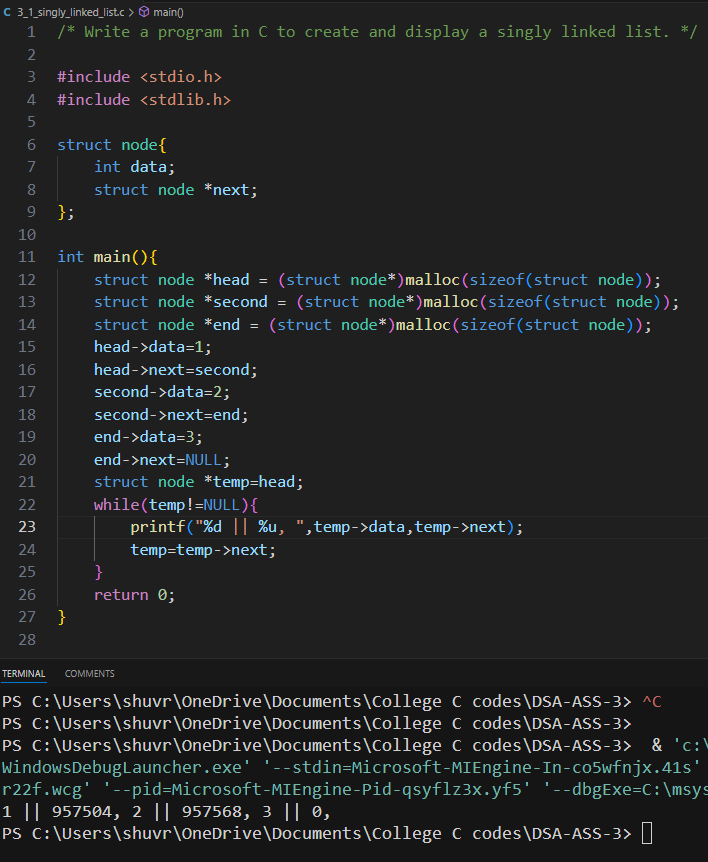 C 3_1_singly_linked_list.c > main()
1 /* Write a program in C to create and display a singly linked list. */
2
3 #include <stdio.h>
4 #include <stdlib.h>
5
6 struct node{
7     int data;
8     struct node *next;
9 };
10
11 int main(){
12     struct node *head = (struct node*)malloc(sizeof(struct node));
13     struct node *second = (struct node*)malloc(sizeof(struct node));
14     struct node *end = (struct node*)malloc(sizeof(struct node));
15     head->data=1;
16     head->next=second;
17     second->data=2;
18     second->next=end;
19     end->data=3;
20     end->next=NULL;
21     struct node *temp=head;
22     while(temp!=NULL){
23         printf("%d || %u, ",temp->data,temp->next);
24         temp=temp->next;
25     }
26     return 0;
27 }
28
TERMINAL COMMENTS
PS C:\Users\shuvr\OneDrive\Documents\College C codes\DSA-ASS-3> ^C
PS C:\Users\shuvr\OneDrive\Documents\College C codes\DSA-ASS-3>
PS C:\Users\shuvr\OneDrive\Documents\College C codes\DSA-ASS-3>  & 'c:\
WindowsDebugLauncher.exe' '--stdin=Microsoft-MIEngine-In-co5wfnjx.41s'
r22f.wcg' '--pid=Microsoft-MIEngine-Pid-qsyflz3x.yf5' '--dbgExe=C:\msys
1 || 957504, 2 || 957568, 3 || 0,
PS C:\Users\shuvr\OneDrive\Documents\College C codes\DSA-ASS-3>